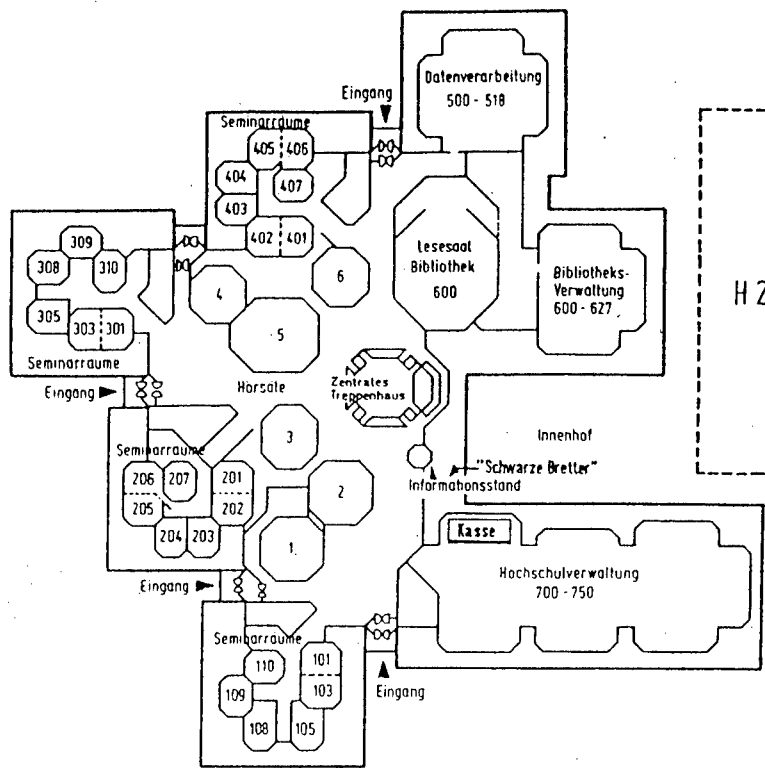 Datenverarbeitung
500 - 518
Eingang
Seminarräume
405 406
404
407
403
402 401
309
308
310
305
303 301
Seminarräume
Eingang
4
5
6
Lesesaal
Bibliothek
600
Bibliotheks-
Verwaltung
600 - 627
H 2
Hörsäle
Zentrales
Treppenhaus
3
2
1
Innenhof
"Schwarze Bretter"
Informationsstand
Seminarräume
206 207 201
205 202
204 203
Eingang
Kasse
Hochschulverwaltung
700 - 750
Seminarräume
110 101
109 103
108 105
Eingang